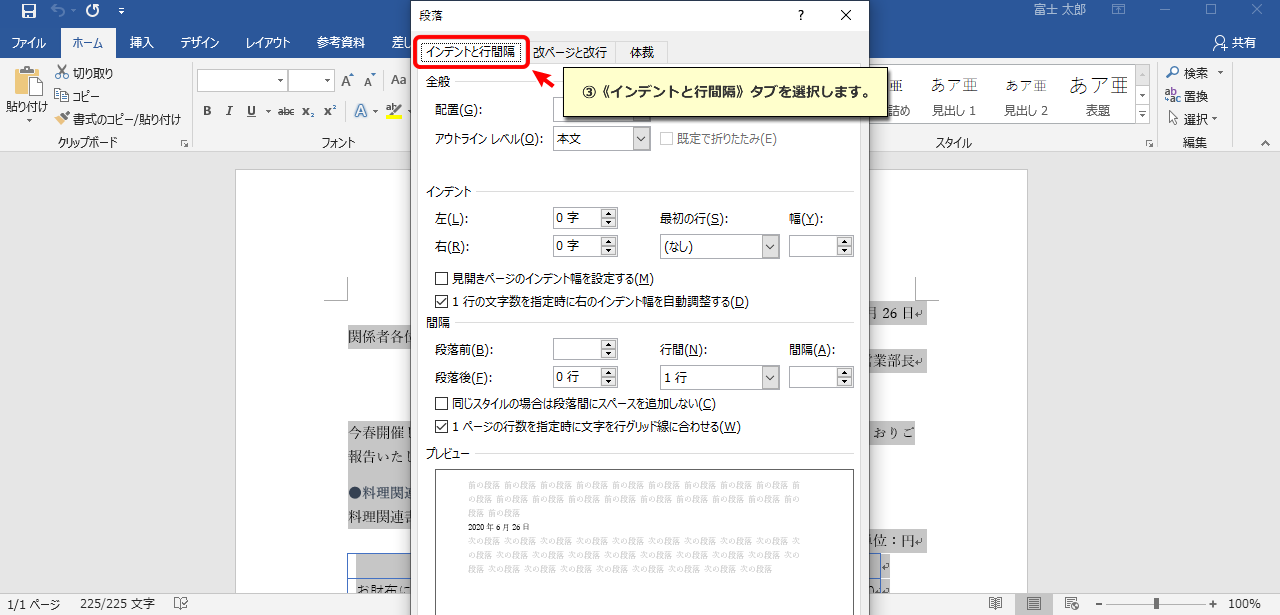 富士 太郎
ファイル ホーム 挿入 デザイン レイアウト 参考資料 差し
共有
貼り付け
切り取り
コピー
書式のコピー/貼り付け
クリップボード
B I U abc x₂ x² A ab
A A Aa
フォント
あア亜 あア亜 あア亜
見出し 1 見出し 2 表題
スタイル
検索
置換
選択
編集
段落
? ×
インデントと行間隔 改ページと改行 体裁
③《インデントと行間隔》タブを選択します。
全般
配置(G):
アウトライン レベル(O): 本文 既定で折りたたみ(E)
インデント
左(L): 0 字 最初の行(S): 幅(Y):
右(R): 0 字 (なし)
見開きページのインデント幅を設定する(M)
1 行の文字数を指定時に右のインデント幅を自動調整する(D)
間隔
段落前(B): 行間(N): 間隔(A):
段落後(F): 0 行 1 行
同じスタイルの場合は段落間にスペースを追加しない(C)
1 ページの行数を指定時に文字を行グリッド線に合わせる(W)
プレビュー
前の段落 前の段落 前の段落 前の段落 前の段落 前の段落 前の段落 前の段落 前の段落 前
の段落 前の段落 前の段落 前の段落 前の段落 前の段落 前の段落 前の段落 前の段落 前の
段落 前の段落
2020 年 6 月 26 日
次の段落 次の段落 次の段落 次の段落 次の段落 次の段落 次の段落 次の段落 次の段落 次
の段落 次の段落 次の段落 次の段落 次の段落 次の段落 次の段落 次の段落 次の段落 次の
段落 次の段落 次の段落 次の段落 次の段落 次の段落 次の段落 次の段落 次の段落
月 26 日
関係者各位
営業部長
今春開催し
おりご
報告いたし
●料理関連
料理関連書
単位：円
お財布に
1/1 ページ 225/225 文字
100%